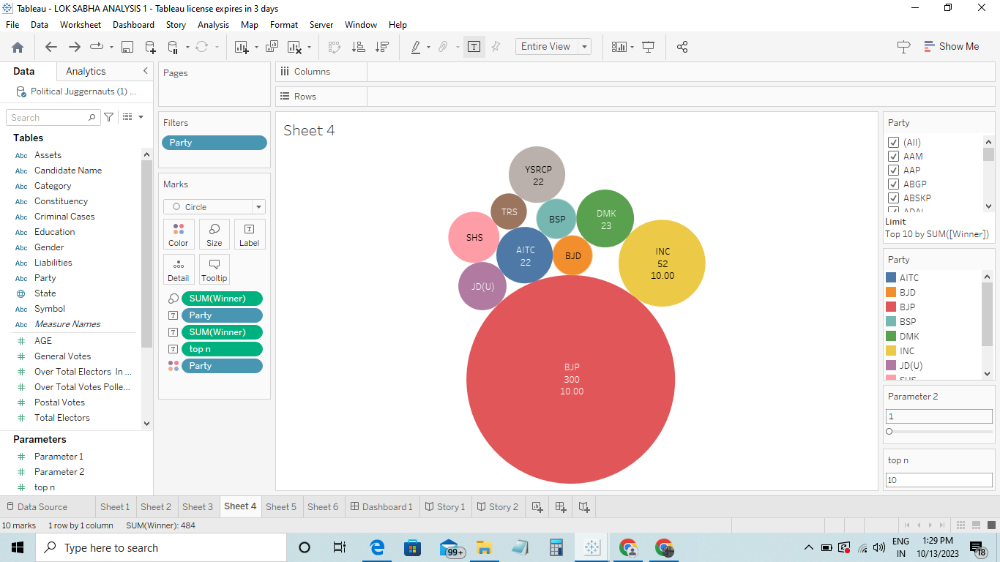 Tableau - LOK SABHA ANALYSIS 1 - Tableau license expires in 3 days
File Data Worksheet Dashboard Story Analysis Map Format Server Window Help
Entire View
Show Me
Data Analytics
Political Juggernauts (1) ...
Search
Tables
Abc Assets
Abc Candidate Name
Abc Category
Abc Constituency
Abc Criminal Cases
Abc Education
Abc Gender
Abc Liabilities
Abc Party
State
Abc Symbol
Abc Measure Names
# AGE
# General Votes
# Over Total Electors In ...
# Over Total Votes Polle...
# Postal Votes
# Total Electors
Parameters
# Parameter 1
# Parameter 2
# top n
Pages
Filters
Party
Marks
Circle
Color Size Label
Detail Tooltip
SUM(Winner)
Party
SUM(Winner)
top n
Party
Columns
Rows
Sheet 4
YSRCP
22
TRS
BSP
DMK
23
SHS
AITC
22
BJD
INC
52
10.00
JD(U)
BJP
300
10.00
Party
(All)
AAM
AAP
ABGP
ABSKP
ADAL
Limit
Top 10 by SUM([Winner])
Party
AITC
BJD
BJP
BSP
DMK
INC
JD(U)
SHS
Parameter 2
1
top n
10
Data Source Sheet 1 Sheet 2 Sheet 3 Sheet 4 Sheet 5 Sheet 6 Dashboard 1 Story 1 Story 2
10 marks 1 row by 1 column SUM(Winner): 484
Type here to search
99+
ENG
IN
1:29 PM
10/13/2023
18